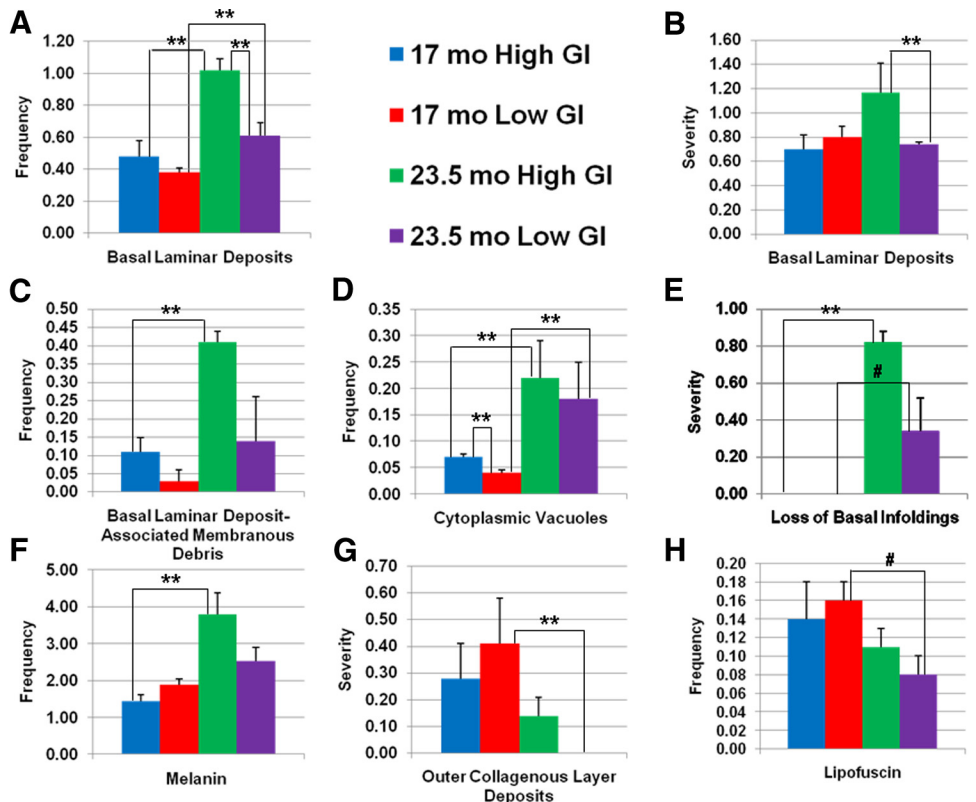 A
1.20
1.00
0.80
0.60
0.40
0.20
0.00
Frequency
**
**
**
Basal Laminar Deposits
17 mo High GI
17 mo Low GI
23.5 mo High GI
23.5 mo Low GI
B
1.60
1.40
1.20
1.00
0.80
0.60
0.40
0.20
0.00
Severity
**
Basal Laminar Deposits
C
0.50
0.45
0.40
0.35
0.30
0.25
0.20
0.15
0.10
0.05
0.00
Frequency
**
Basal Laminar Deposit-
Associated Membranous
Debris
D
0.35
0.30
0.25
0.20
0.15
0.10
0.05
0.00
Frequency
**
**
**
Cytoplasmic Vacuoles
E
1.00
0.80
0.60
0.40
0.20
0.00
Severity
**
#
Loss of Basal Infoldings
F
5.00
4.00
3.00
2.00
1.00
0.00
Frequency
**
Melanin
G
0.70
0.60
0.50
0.40
0.30
0.20
0.10
0.00
Severity
**
Outer Collagenous Layer
Deposits
H
0.20
0.18
0.16
0.14
0.12
0.10
0.08
0.06
0.04
0.02
0.00
Frequency
#
Lipofuscin